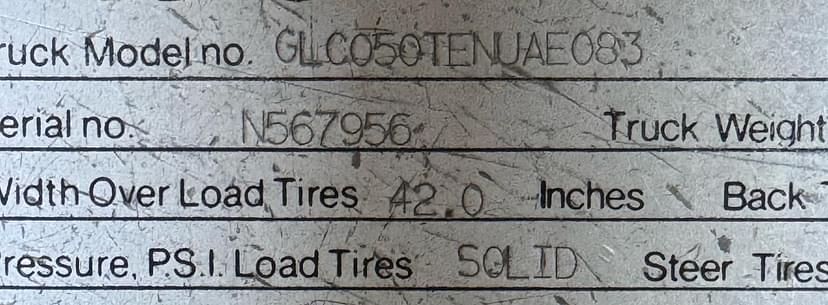 ruck Model no. GLC050TENUAE083
erial no. N567956 Truck Weight
Width Over Load Tires 42.0 Inches Back
ressure, P.S.I. Load Tires SOLID Steer Tires